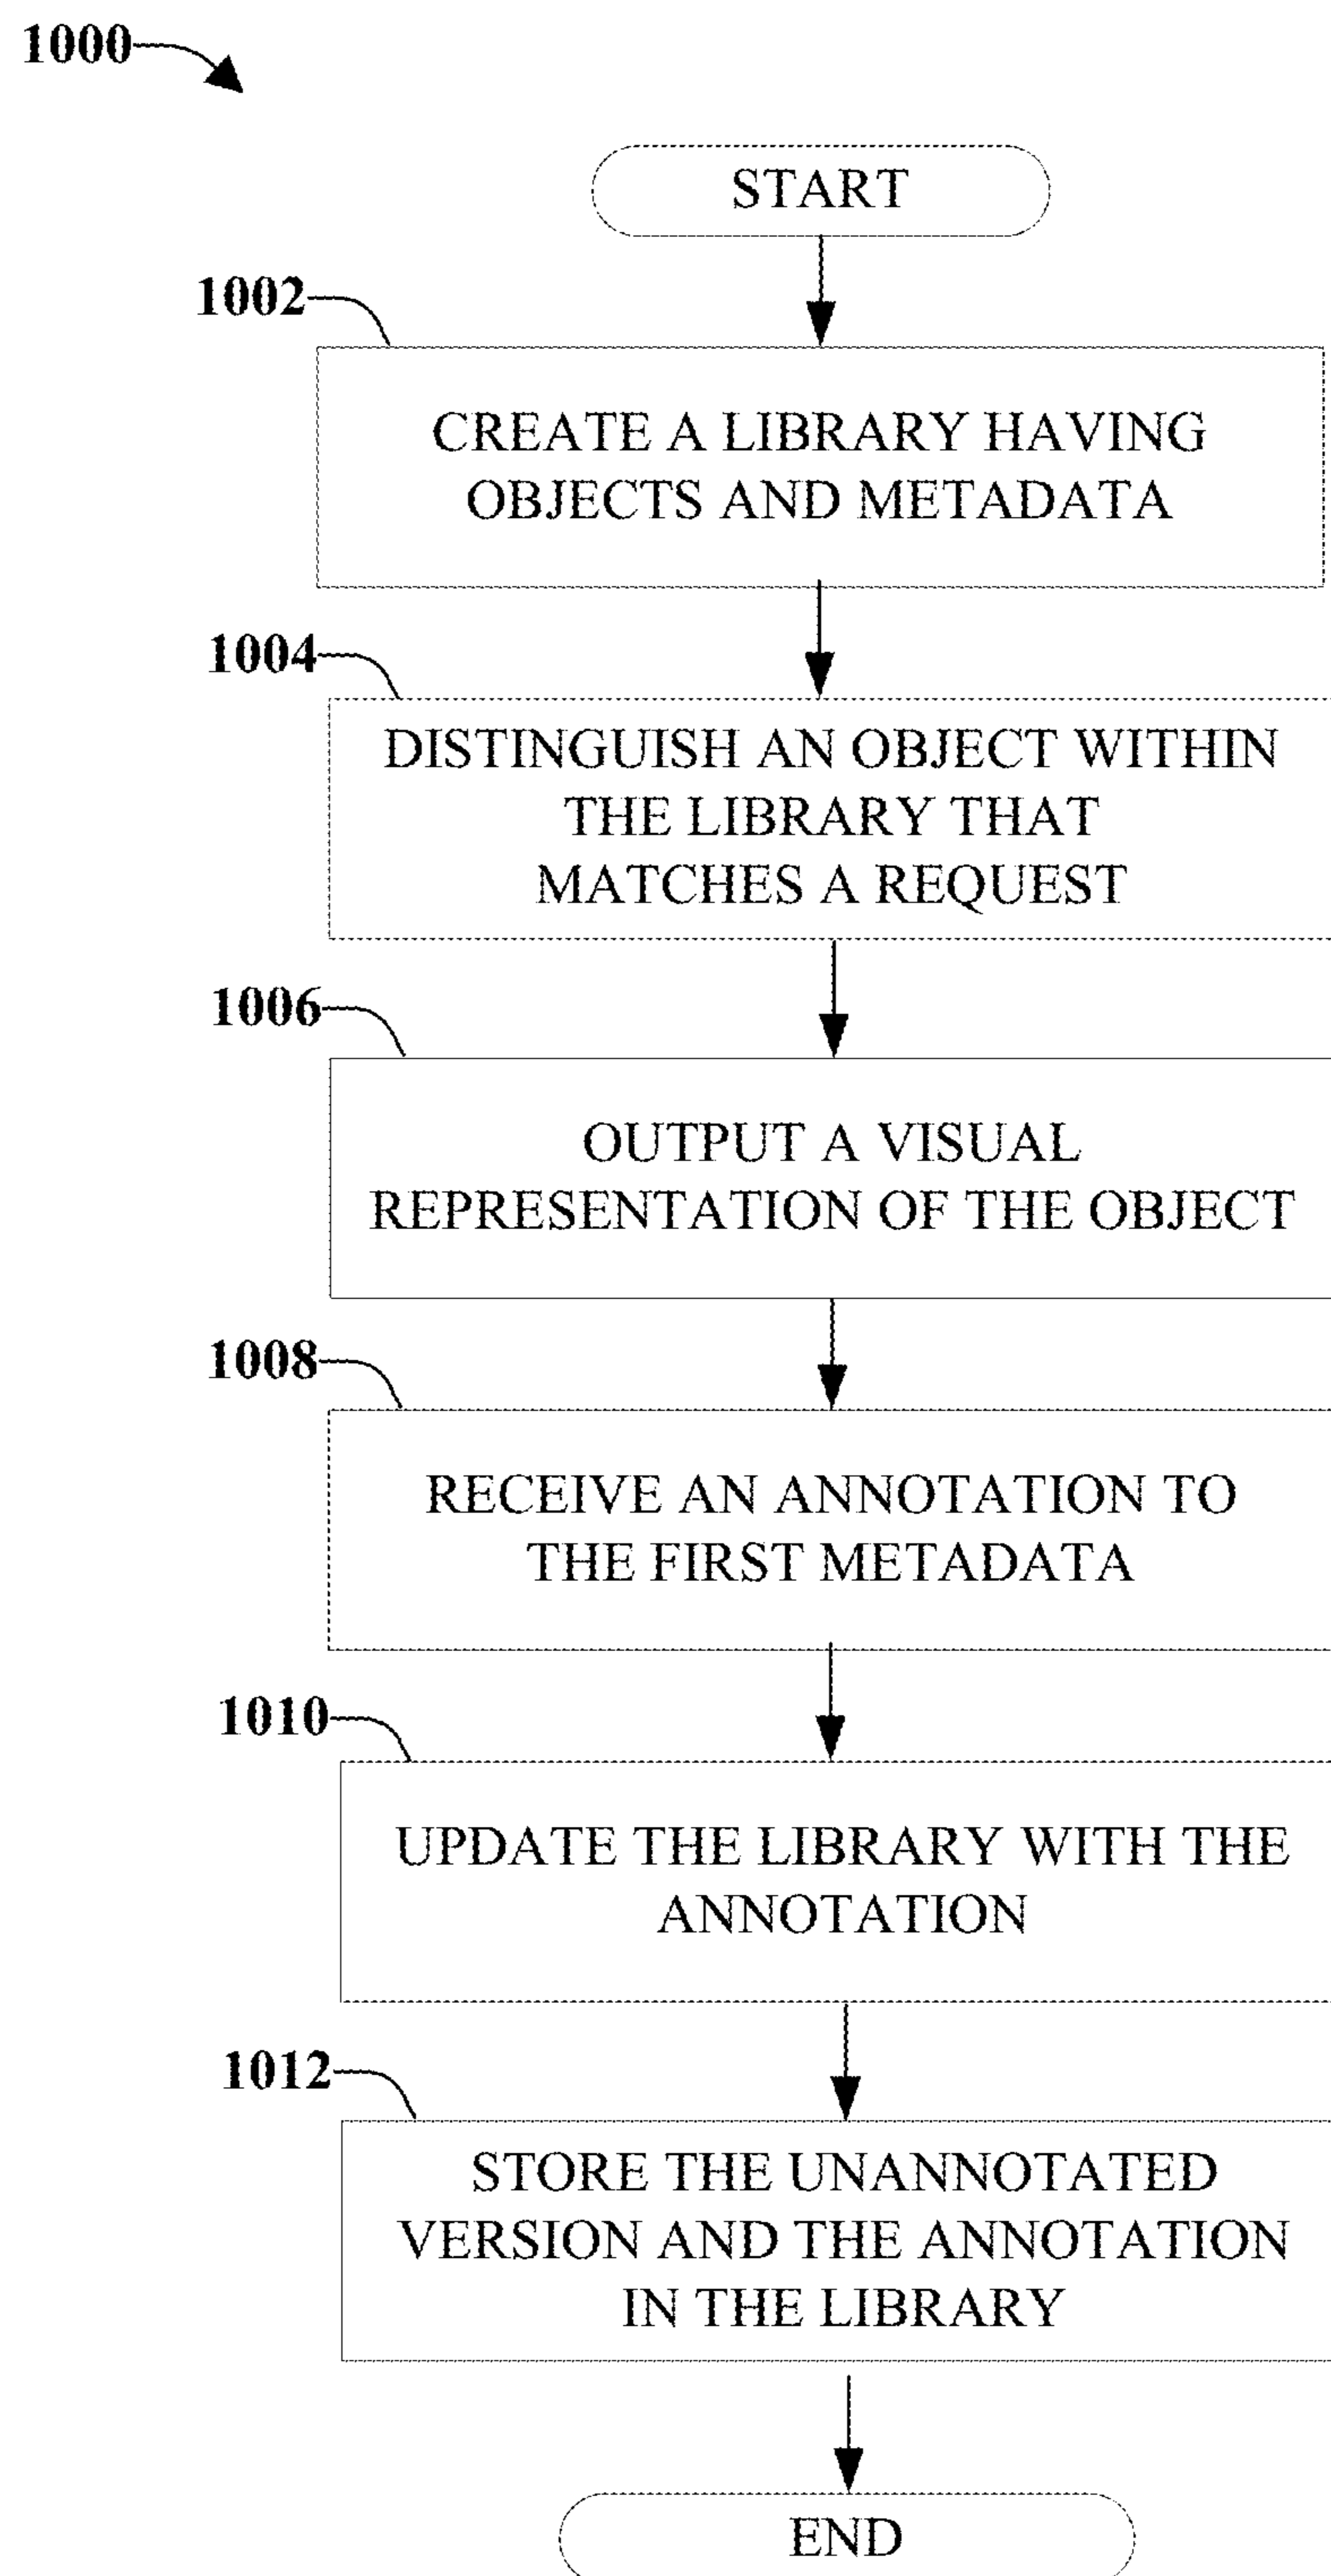 1000
START
1002
CREATE A LIBRARY HAVING
OBJECTS AND METADATA
1004
DISTINGUISH AN OBJECT WITHIN
THE LIBRARY THAT
MATCHES A REQUEST
1006
OUTPUT A VISUAL
REPRESENTATION OF THE OBJECT
1008
RECEIVE AN ANNOTATION TO
THE FIRST METADATA
1010
UPDATE THE LIBRARY WITH THE
ANNOTATION
1012
STORE THE UNANNOTATED
VERSION AND THE ANNOTATION
IN THE LIBRARY
END